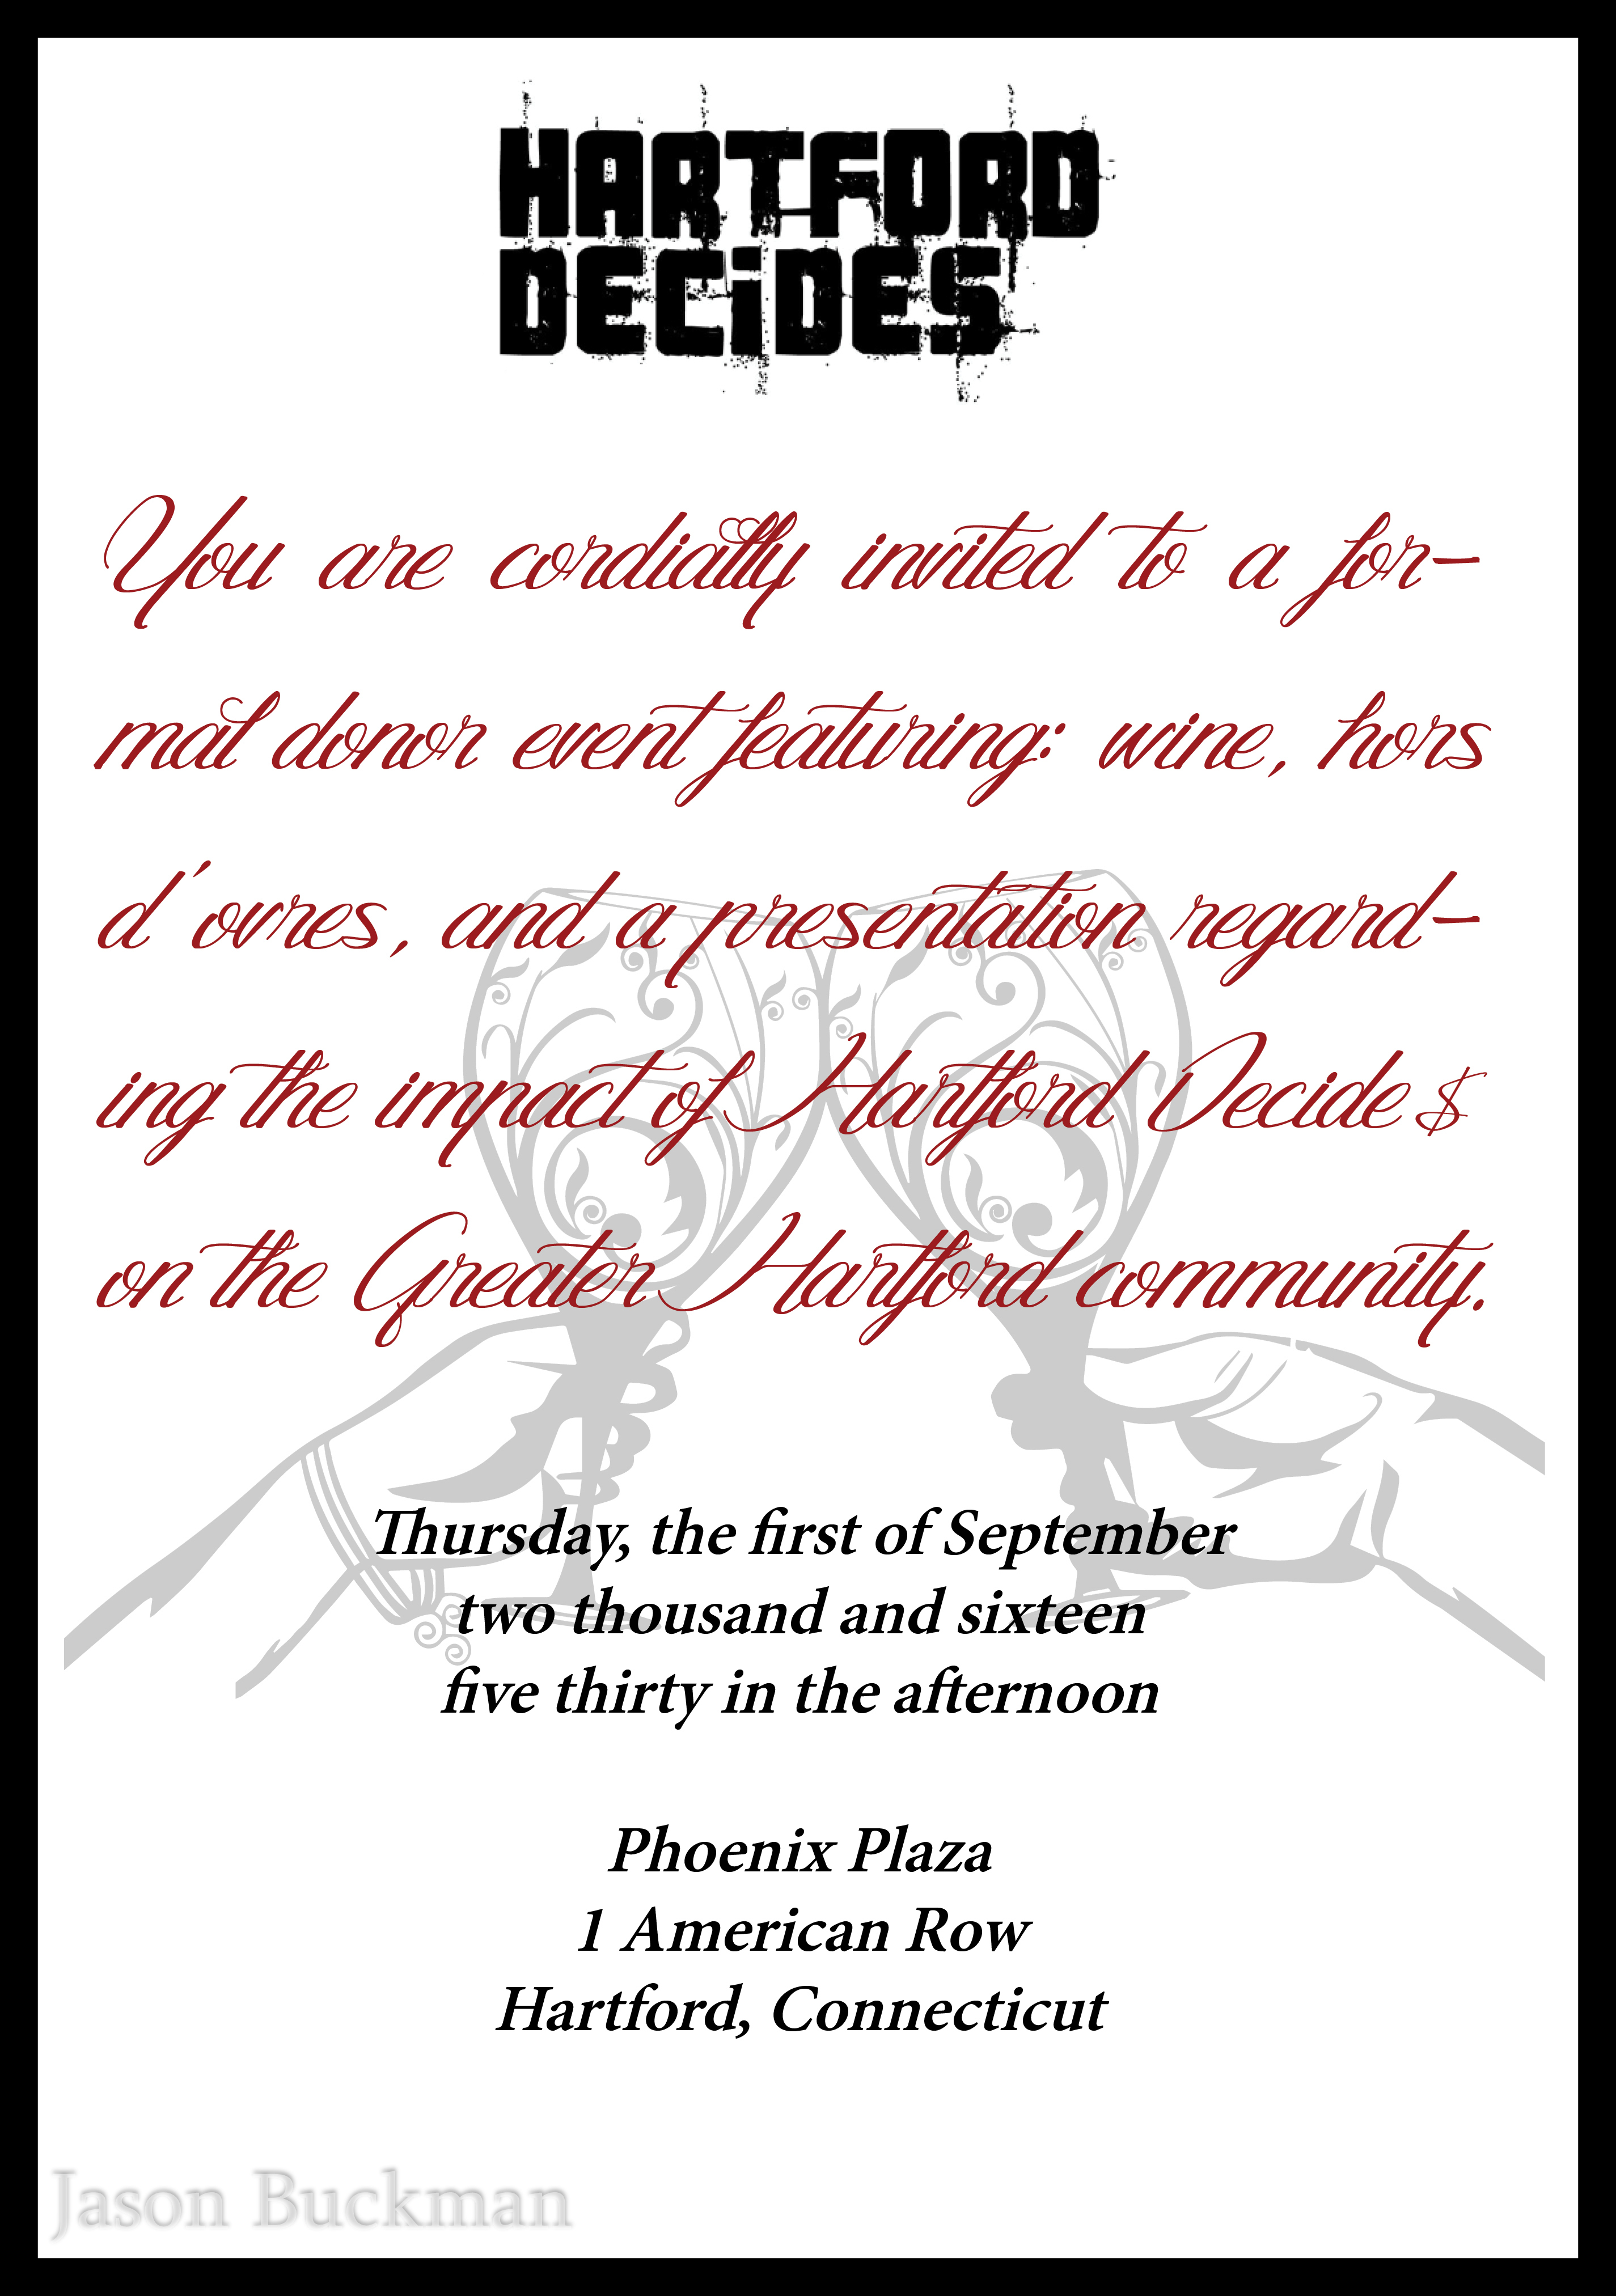 HARTFORD
DECiDES
You are cordially invited to a for-
mal donor event featuring: wine, hors
d'ovres, and a presentation regard-
ing the impact of Hartford Decide$
on the Greater Hartford community.
Thursday, the first of September
two thousand and sixteen
five thirty in the afternoon
Phoenix Plaza
1 American Row
Hartford, Connecticut
Jason Buckman